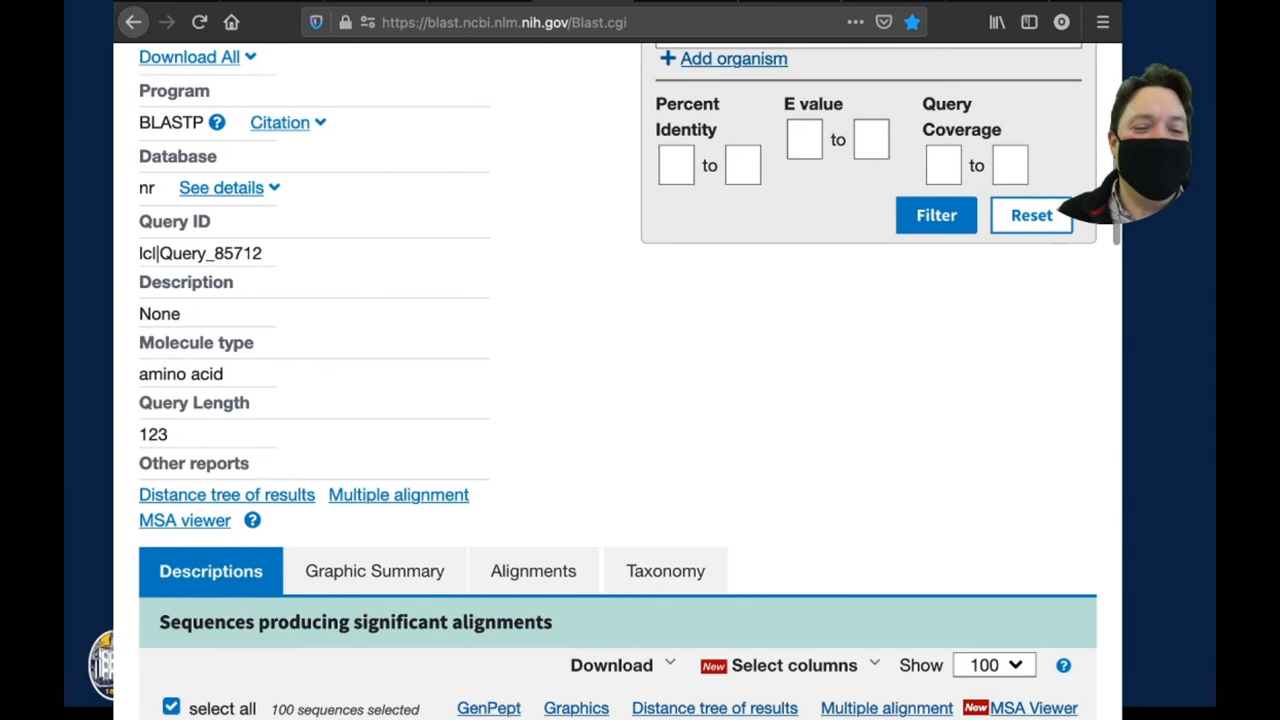 https://blast.ncbi.nlm.nih.gov/Blast.cgi
Download All
Program
BLASTP ? Citation
Database
nr See details
Query ID
lcl|Query_85712
Description
None
Molecule type
amino acid
Query Length
123
Other reports
Distance tree of results Multiple alignment
MSA viewer ?
+ Add organism
Percent Identity E value Query Coverage
to to to
Filter Reset
Descriptions Graphic Summary Alignments Taxonomy
Sequences producing significant alignments
Download New Select columns Show 100 ?
select all 100 sequences selected GenPept Graphics Distance tree of results Multiple alignment New MSA Viewer